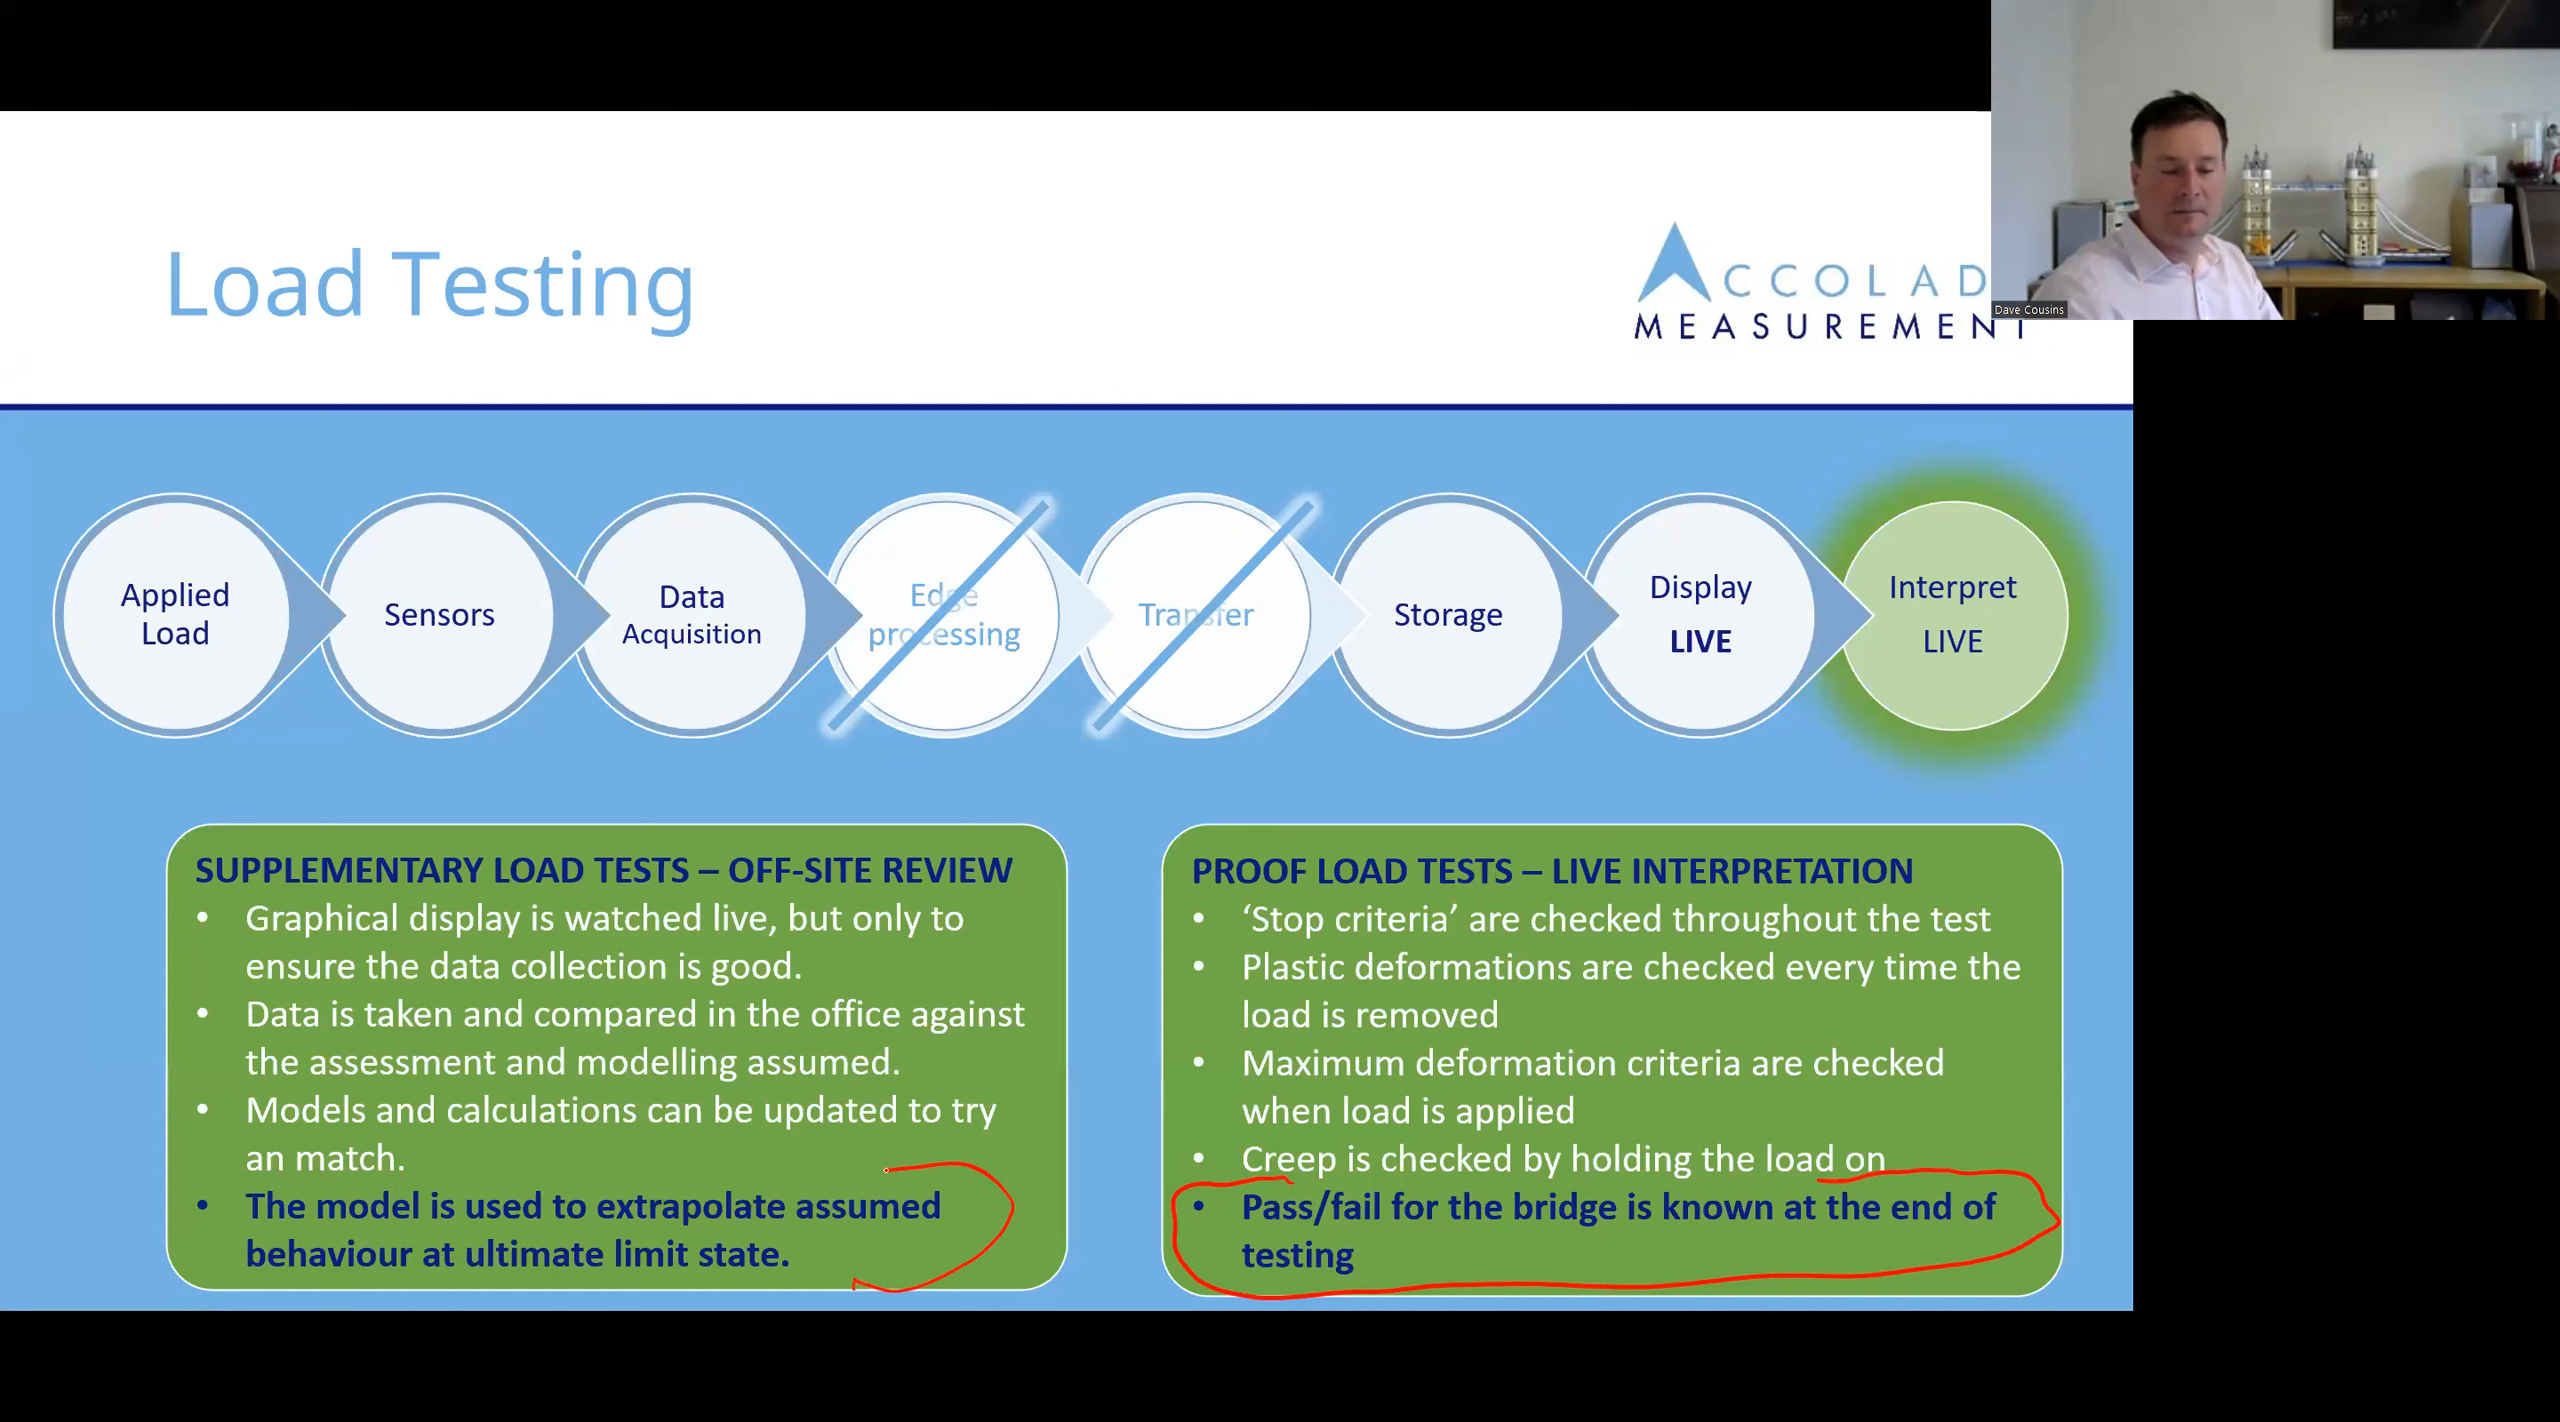 Dave Cousins
Load Testing
ACCOLAD
MEASUREMENT
Applied
Load
Sensors
Data
Acquisition
Edge
processing
Transfer
Storage
Display
LIVE
Interpret
LIVE
SUPPLEMENTARY LOAD TESTS – OFF-SITE REVIEW
• Graphical display is watched live, but only to
ensure the data collection is good.
• Data is taken and compared in the office against
the assessment and modelling assumed.
• Models and calculations can be updated to try
an match.
• The model is used to extrapolate assumed
behaviour at ultimate limit state.
PROOF LOAD TESTS – LIVE INTERPRETATION
• ‘Stop criteria’ are checked throughout the test
• Plastic deformations are checked every time the
load is removed
• Maximum deformation criteria are checked
when load is applied
• Creep is checked by holding the load on
• Pass/fail for the bridge is known at the end of
testing